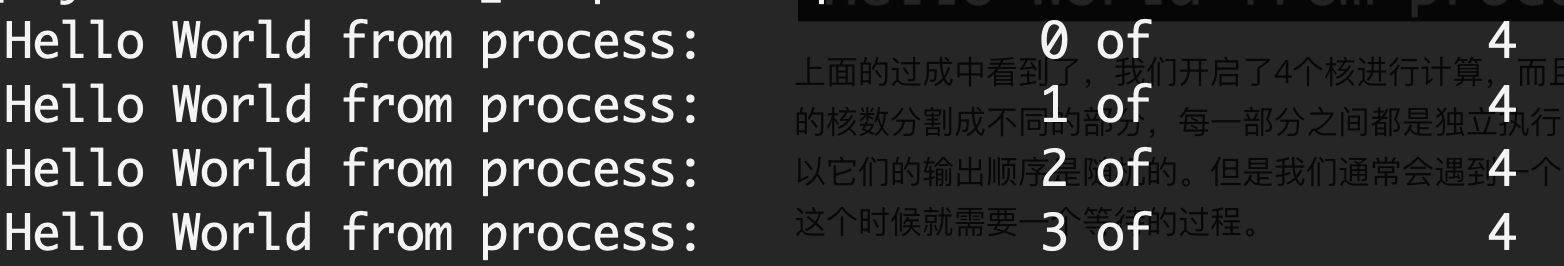 Hello World from process: 0 of 4
上面的过成中看到了，我们开启了4个核进行计算，而且
Hello World from process: 1 of 4
的核数分割成不同的部分，每一部分之间都是独立执行
Hello World from process: 2 of 4
以它们的输出顺序是随机的。但是我们通常会遇到一个
Hello World from process: 3 of 4
这个时候就需要一个等待的过程。